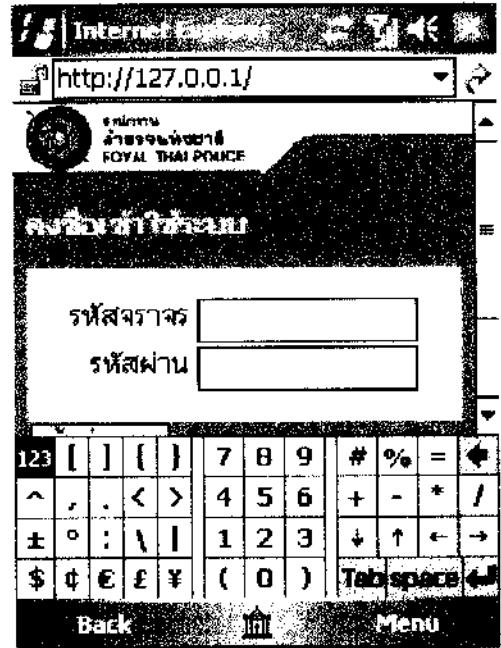 Internet Explorer
http://127.0.0.1/
สำนักงาน
ตำรวจแห่งชาติ
ROYAL THAI POLICE
ลงชื่อเข้าใช้ระบบ
รหัสจราจร
รหัสผ่าน
123 [ ] { } 7 8 9 # % =
^ , . < > 4 5 6 + - * /
± ° : \ | 1 2 3 ↓ ↑ ← →
$ ¢ € £ ¥ ( 0 ) Tab space
Back Menu